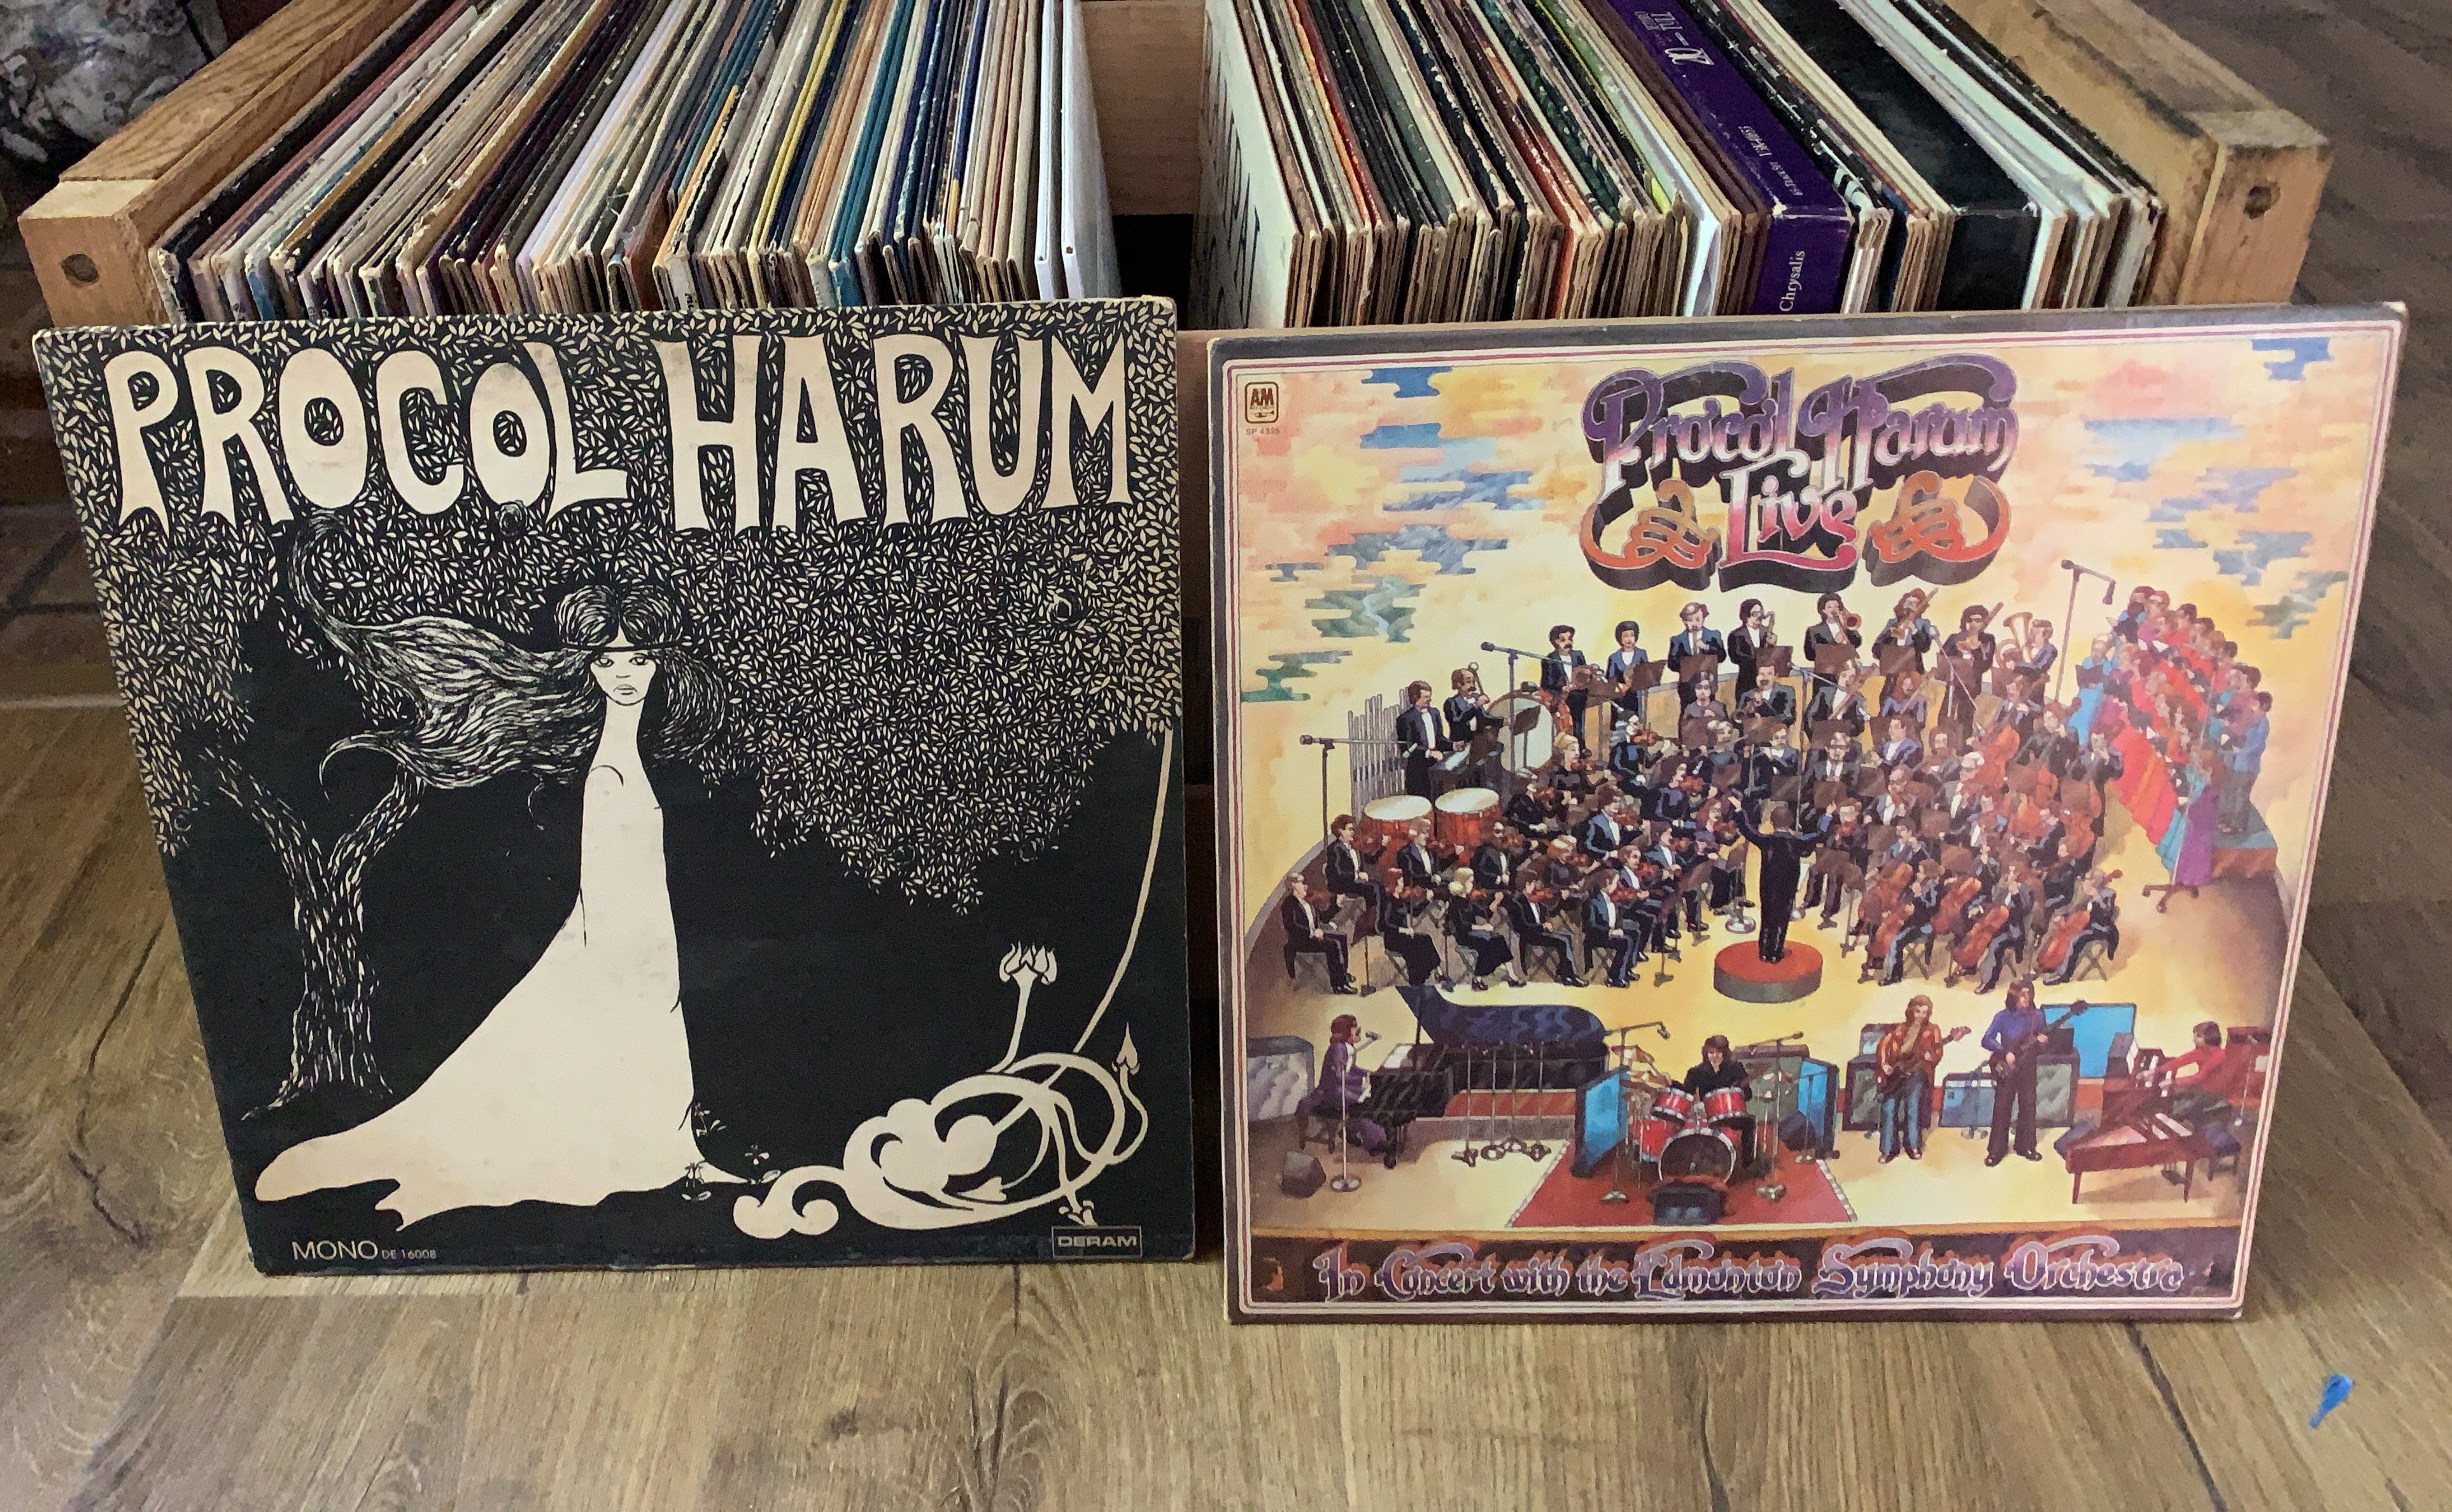 Chrysalis
PROCOL HARUM
MONO DE 16008
DERAM
A&M
RECORDS
SP 4335
Procol Harum
Live
In Concert with the Edmonton Symphony Orchestra